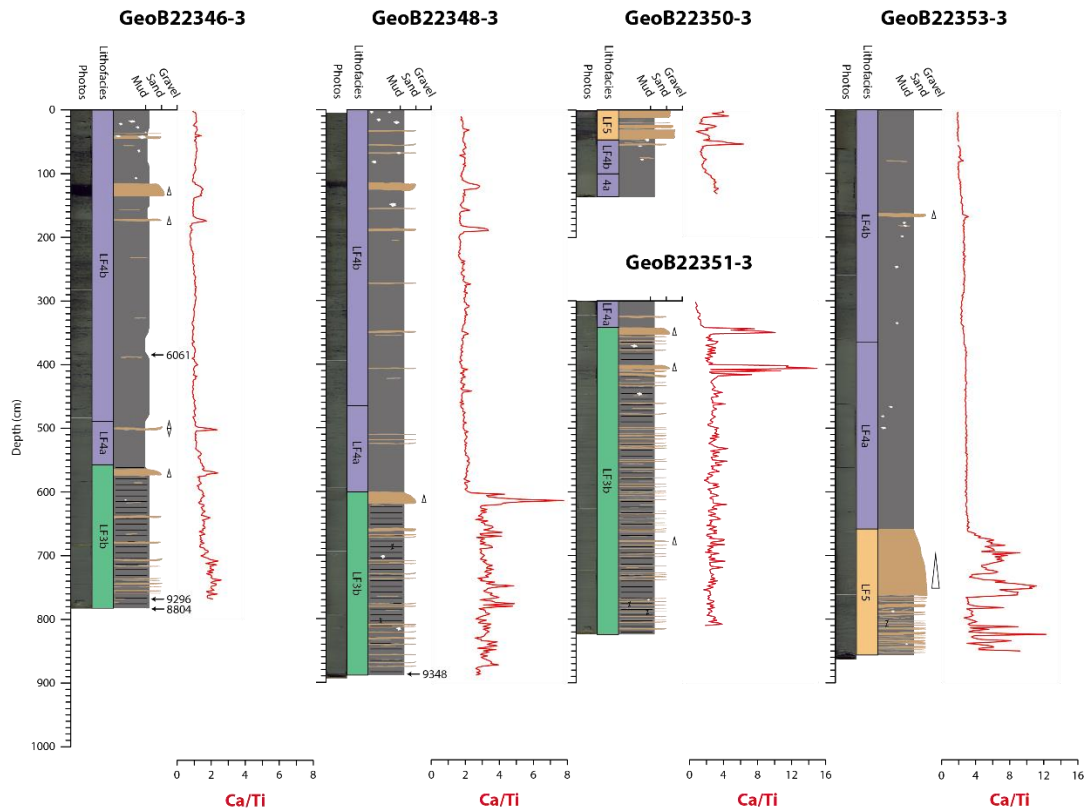 GeoB22346-3
GeoB22348-3
GeoB22350-3
GeoB22353-3
Photos
Lithofacies
Mud
Sand
Gravel
Photos
Lithofacies
Mud
Sand
Gravel
Photos
Lithofacies
Mud
Sand
Gravel
Photos
Lithofacies
Mud
Sand
Gravel
0
100
200
300
400
500
600
700
800
900
1000
Depth (cm)
LF4b
LF4a
LF3b
6061
9296
8804
LF4b
LF4a
LF3b
9348
LF5
LF4b
4a
GeoB22351-3
LF4a
LF3b
LF4b
LF4a
LF5
0 2 4 6 8
0 2 4 6 8
0 4 8 12 16
0 4 8 12 16
Ca/Ti
Ca/Ti
Ca/Ti
Ca/Ti